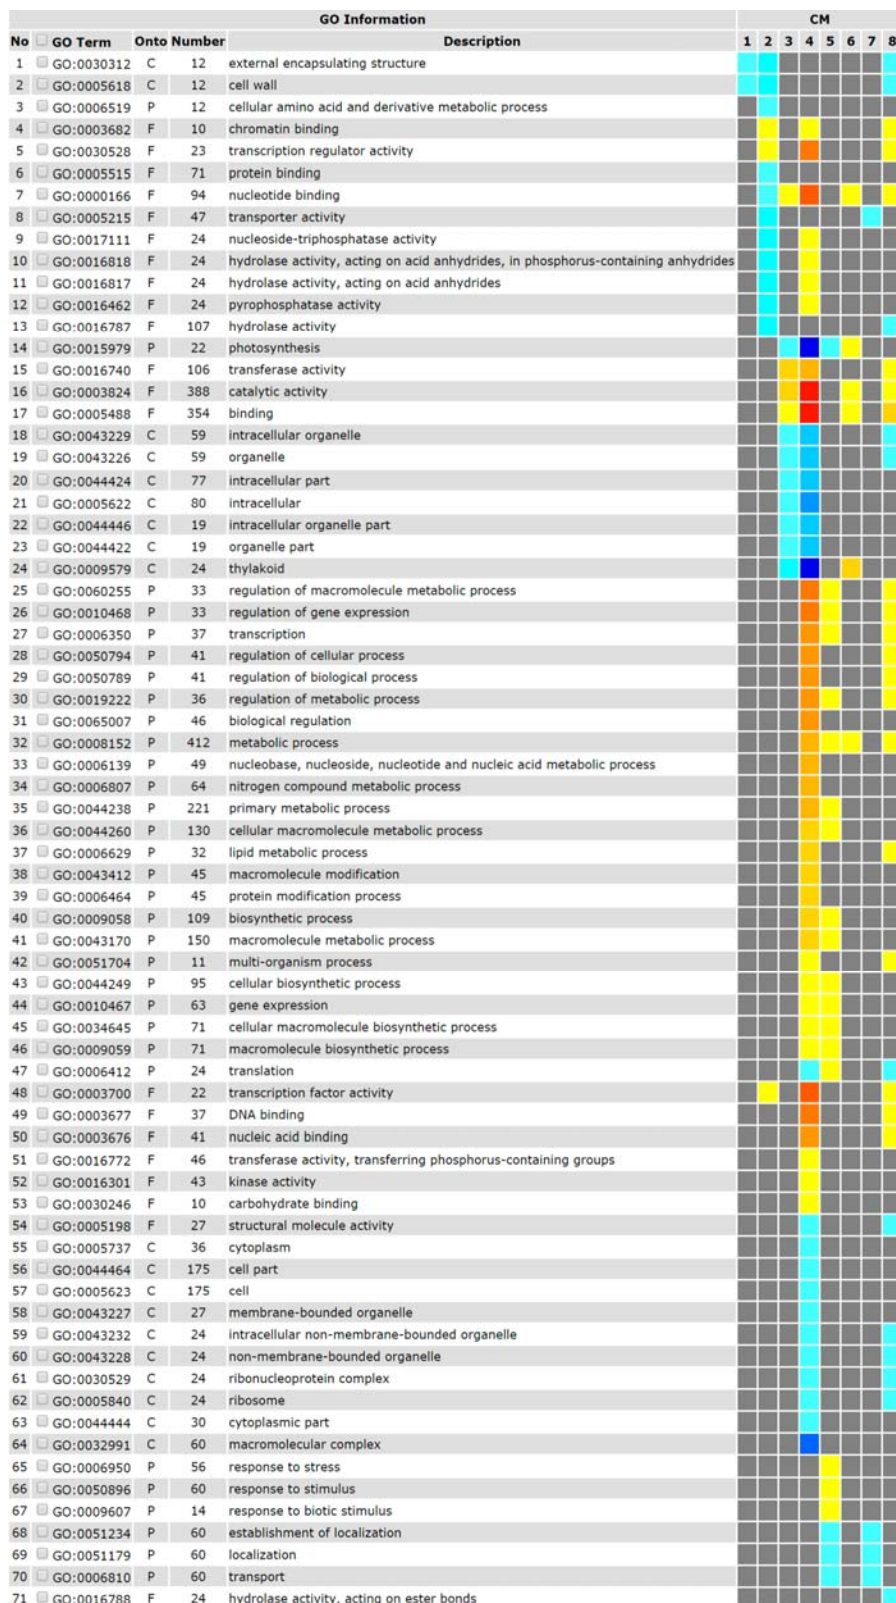 GO Information CM
No GO Term Onto Number Description 1 2 3 4 5 6 7 8
1 GO:0030312 C 12 external encapsulating structure
2 GO:0005618 C 12 cell wall
3 GO:0006519 P 12 cellular amino acid and derivative metabolic process
4 GO:0003682 F 10 chromatin binding
5 GO:0030528 F 23 transcription regulator activity
6 GO:0005515 F 71 protein binding
7 GO:0000166 F 94 nucleotide binding
8 GO:0005215 F 47 transporter activity
9 GO:0017111 F 24 nucleoside-triphosphatase activity
10 GO:0016818 F 24 hydrolase activity, acting on acid anhydrides, in phosphorus-containing anhydrides
11 GO:0016817 F 24 hydrolase activity, acting on acid anhydrides
12 GO:0016462 F 24 pyrophosphatase activity
13 GO:0016787 F 107 hydrolase activity
14 GO:0015979 P 22 photosynthesis
15 GO:0016740 F 106 transferase activity
16 GO:0003824 F 388 catalytic activity
17 GO:0005488 F 354 binding
18 GO:0043229 C 59 intracellular organelle
19 GO:0043226 C 59 organelle
20 GO:0044424 C 77 intracellular part
21 GO:0005622 C 80 intracellular
22 GO:0044446 C 19 intracellular organelle part
23 GO:0044422 C 19 organelle part
24 GO:0009579 C 24 thylakoid
25 GO:0060255 P 33 regulation of macromolecule metabolic process
26 GO:0010468 P 33 regulation of gene expression
27 GO:0006350 P 37 transcription
28 GO:0050794 P 41 regulation of cellular process
29 GO:0050789 P 41 regulation of biological process
30 GO:0019222 P 36 regulation of metabolic process
31 GO:0065007 P 46 biological regulation
32 GO:0008152 P 412 metabolic process
33 GO:0006139 P 49 nucleobase, nucleoside, nucleotide and nucleic acid metabolic process
34 GO:0006807 P 64 nitrogen compound metabolic process
35 GO:0044238 P 221 primary metabolic process
36 GO:0044260 P 130 cellular macromolecule metabolic process
37 GO:0006629 P 32 lipid metabolic process
38 GO:0043412 P 45 macromolecule modification
39 GO:0006464 P 45 protein modification process
40 GO:0009058 P 109 biosynthetic process
41 GO:0043170 P 150 macromolecule metabolic process
42 GO:0051704 P 11 multi-organism process
43 GO:0044249 P 95 cellular biosynthetic process
44 GO:0010467 P 63 gene expression
45 GO:0034645 P 71 cellular macromolecule biosynthetic process
46 GO:0009059 P 71 macromolecule biosynthetic process
47 GO:0006412 P 24 translation
48 GO:0003700 F 22 transcription factor activity
49 GO:0003677 F 37 DNA binding
50 GO:0003676 F 41 nucleic acid binding
51 GO:0016772 F 46 transferase activity, transferring phosphorus-containing groups
52 GO:0016301 F 43 kinase activity
53 GO:0030246 F 10 carbohydrate binding
54 GO:0005198 F 27 structural molecule activity
55 GO:0005737 C 36 cytoplasm
56 GO:0044464 C 175 cell part
57 GO:0005623 C 175 cell
58 GO:0043227 C 27 membrane-bounded organelle
59 GO:0043232 C 24 intracellular non-membrane-bounded organelle
60 GO:0043228 C 24 non-membrane-bounded organelle
61 GO:0030529 C 24 ribonucleoprotein complex
62 GO:0005840 C 24 ribosome
63 GO:0044444 C 30 cytoplasmic part
64 GO:0032991 C 60 macromolecular complex
65 GO:0006950 P 56 response to stress
66 GO:0050896 P 60 response to stimulus
67 GO:0009607 P 14 response to biotic stimulus
68 GO:0051234 P 60 establishment of localization
69 GO:0051179 P 60 localization
70 GO:0006810 P 60 transport
71 GO:0016788 F 24 hydrolase activity, acting on ester bonds